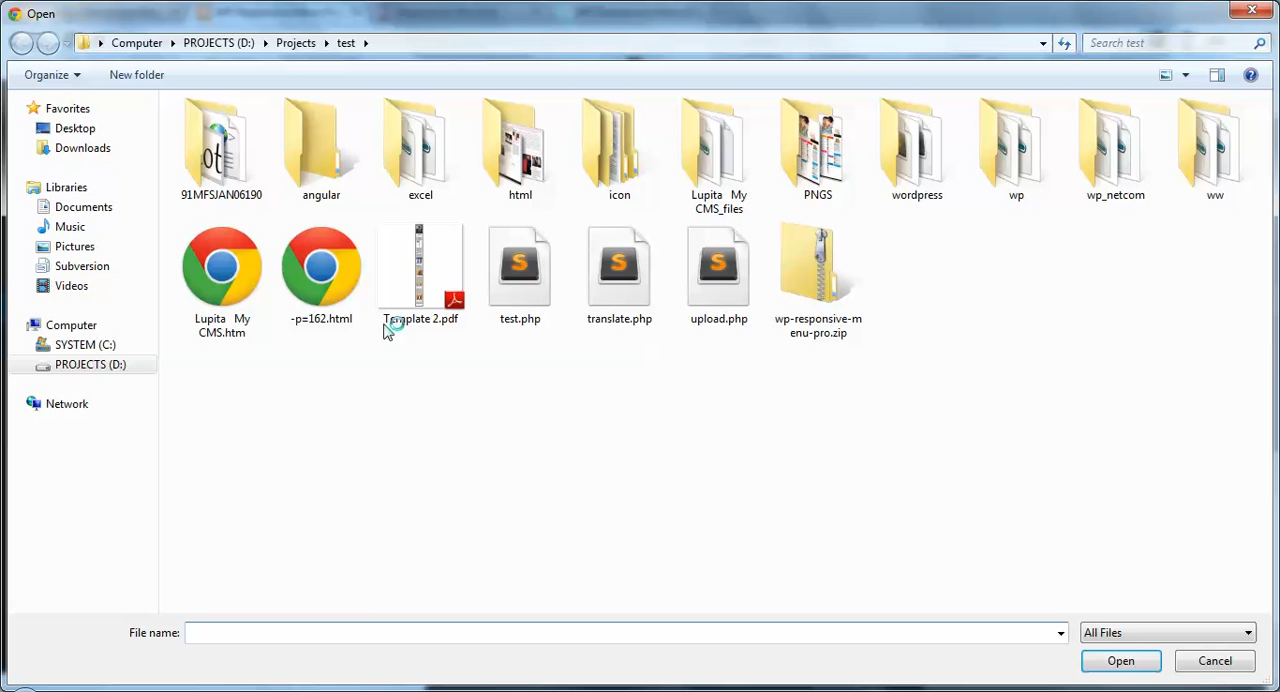 Open
Computer PROJECTS (D:) Projects test
Search test
Organize New folder
Favorites
Desktop
Downloads
Libraries
Documents
Music
Pictures
Subversion
Videos
Computer
SYSTEM (C:)
PROJECTS (D:)
Network
91MFSJAN06190
angular
excel
html
icon
Lupita My
CMS_files
PNGS
wordpress
wp
wp_netcom
ww
Lupita My
CMS.htm
-p=162.html
Template 2.pdf
test.php
translate.php
upload.php
wp-responsive-m
enu-pro.zip
File name:
All Files
Open Cancel